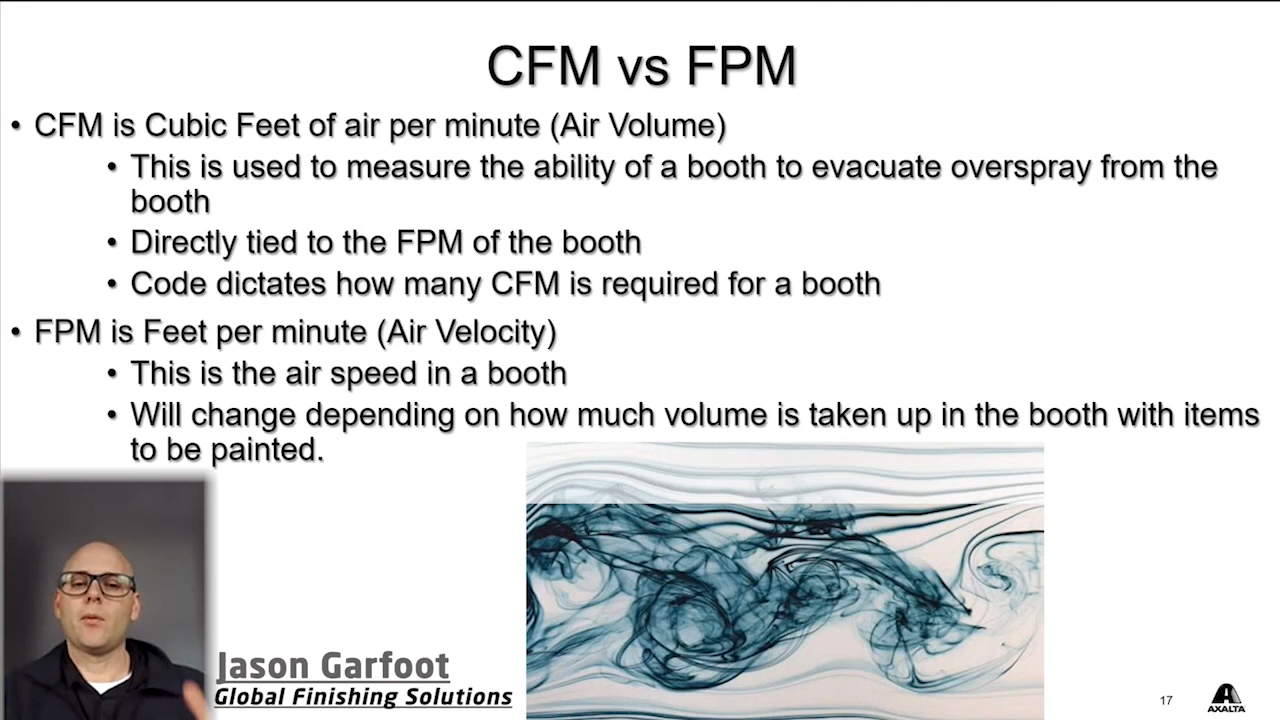 CFM vs FPM
• CFM is Cubic Feet of air per minute (Air Volume)
• This is used to measure the ability of a booth to evacuate overspray from the
booth
• Directly tied to the FPM of the booth
• Code dictates how many CFM is required for a booth
• FPM is Feet per minute (Air Velocity)
• This is the air speed in a booth
• Will change depending on how much volume is taken up in the booth with items
to be painted.
Jason Garfoot
Global Finishing Solutions
17
AXALTA